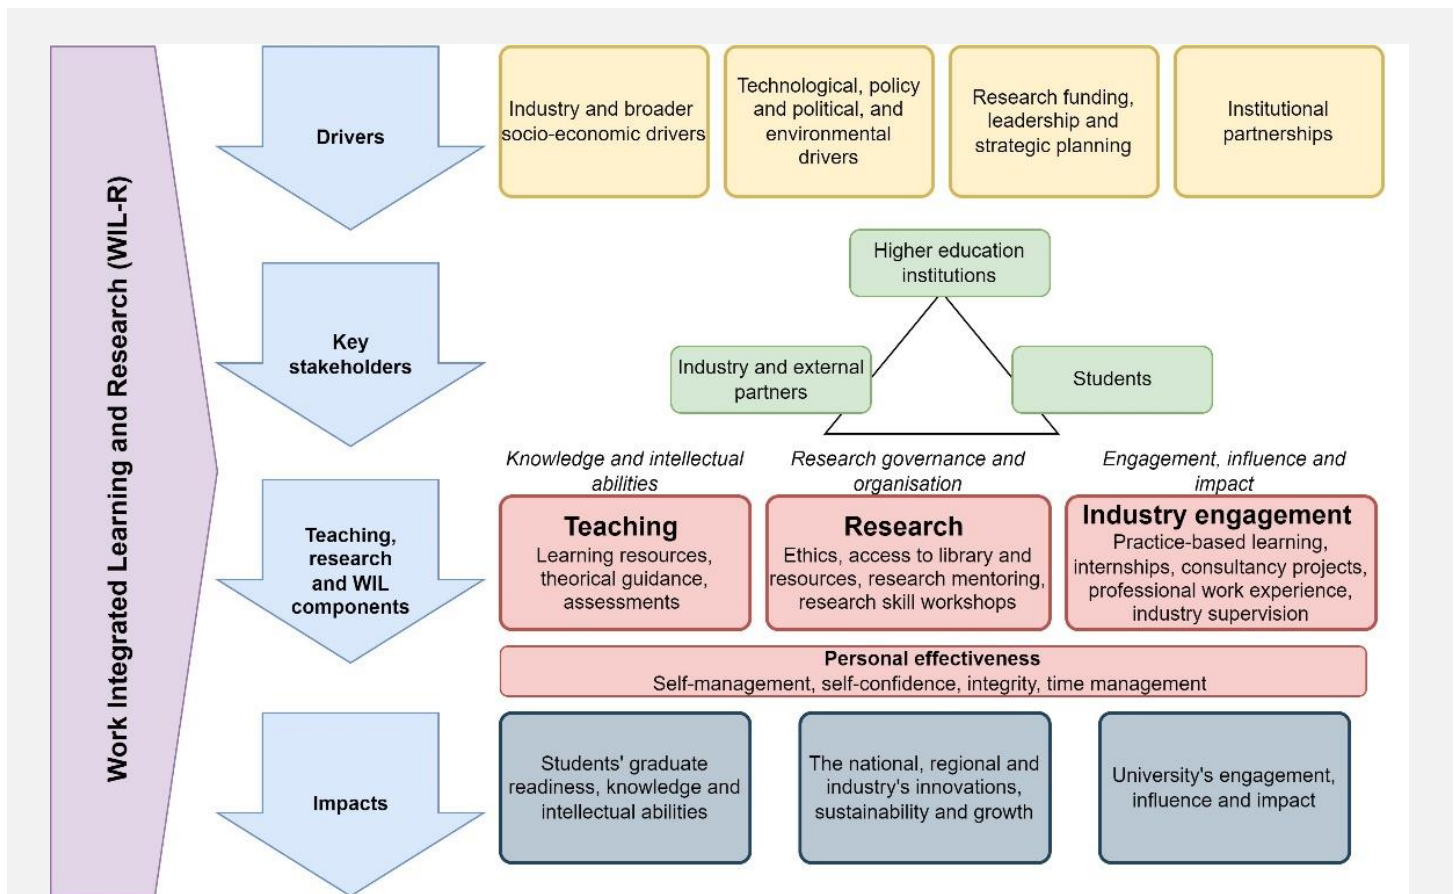 Work Integrated Learning and Research (WIL-R)
Drivers
Industry and broader
socio-economic drivers
Technological, policy
and political, and
environmental
drivers
Research funding,
leadership and
strategic planning
Institutional
partnerships
Key
stakeholders
Higher education
institutions
Industry and external
partners
Students
Teaching,
research
and WIL
components
Knowledge and intellectual
abilities
Teaching
Learning resources,
theorical guidance,
assessments
Research governance and
organisation
Research
Ethics, access to library and
resources, research mentoring,
research skill workshops
Engagement, influence and
impact
Industry engagement
Practice-based learning,
internships, consultancy projects,
professional work experience,
industry supervision
Personal effectiveness
Self-management, self-confidence, integrity, time management
Impacts
Students' graduate
readiness, knowledge and
intellectual abilities
The national, regional and
industry's innovations,
sustainability and growth
University's engagement,
influence and impact